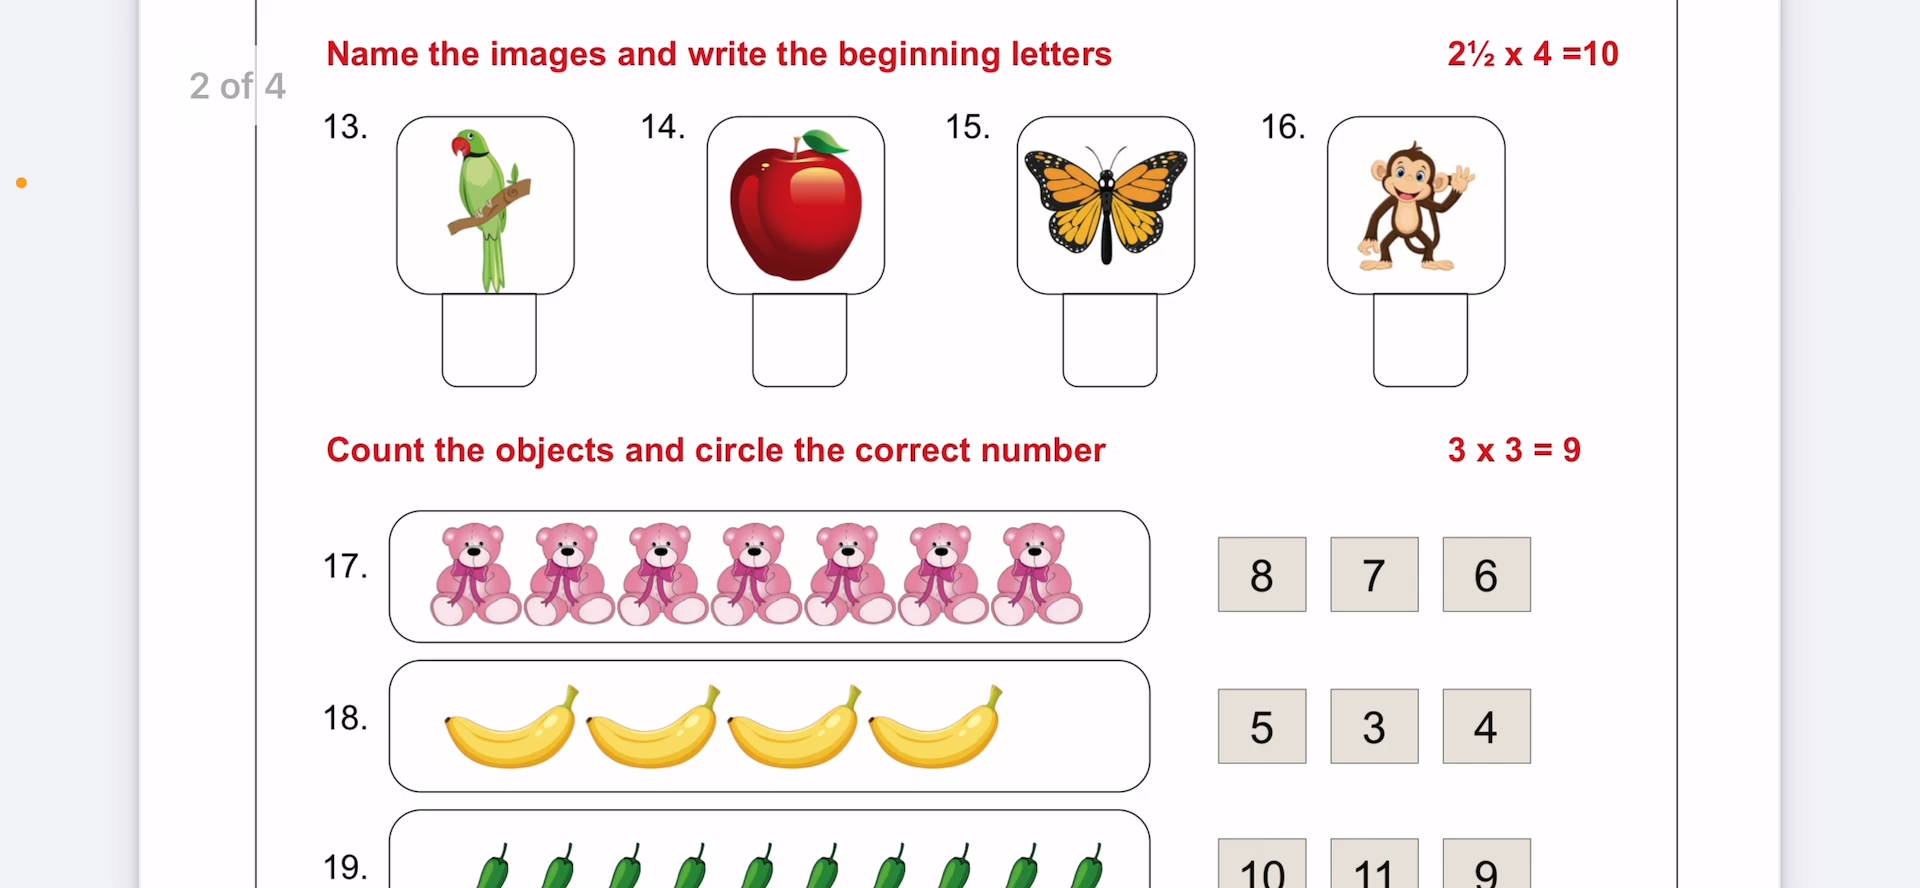 Name the images and write the beginning letters 2½ x 4 =10
2 of 4
13. 14. 15. 16.
Count the objects and circle the correct number 3 x 3 = 9
17. 8 7 6
18. 5 3 4
19. 10 11 9